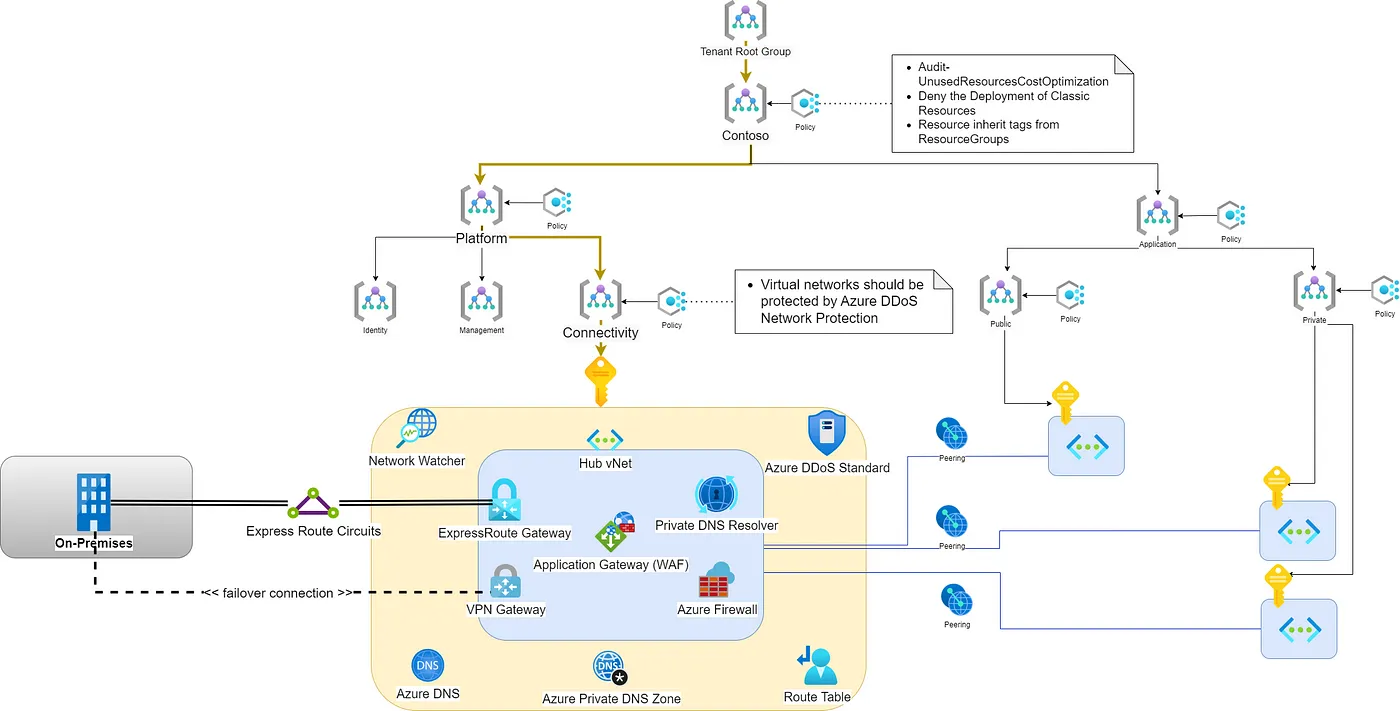 Tenant Root Group
Audit-
UnusedResourcesCostOptimization
Deny the Deployment of Classic
Resources
Resource inherit tags from
ResourceGroups
Policy
Contoso
Policy
Platform
Policy
Application
Identity
Management
Connectivity
Policy
Virtual networks should be
protected by Azure DDoS
Network Protection
Public
Policy
Private
Policy
Network Watcher
Hub vNet
Azure DDoS Standard
Peering
On-Premises
Express Route Circuits
ExpressRoute Gateway
Private DNS Resolver
Application Gateway (WAF)
Peering
<< failover connection >>
VPN Gateway
Azure Firewall
Peering
DNS
Azure DNS
DNS
Azure Private DNS Zone
Route Table